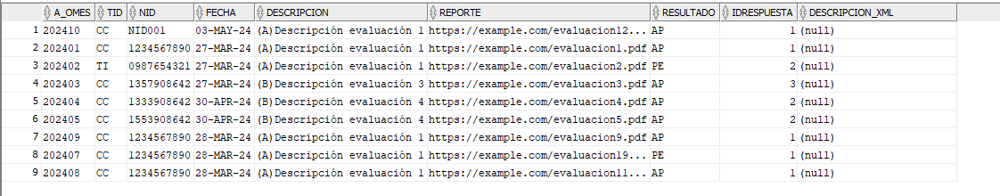 A_OMES TID NID FECHA DESCRIPCION REPORTE RESULTADO IDRESPUESTA DESCRIPCION_XML
1 202410 CC NID001 03-MAY-24 (A)Descripción evaluación 1 https://example.com/evaluacion12... AP 1 (null)
2 202401 CC 1234567890 27-MAR-24 (A)Descripción evaluación 1 https://example.com/evaluacion1.pdf AP 1 (null)
3 202402 TI 0987654321 27-MAR-24 (A)Descripción evaluación 1 https://example.com/evaluacion2.pdf PE 2 (null)
4 202403 CC 1357908642 27-MAR-24 (B)Descripción evaluación 3 https://example.com/evaluacion3.pdf AP 3 (null)
5 202404 CC 1333908642 30-APR-24 (B)Descripción evaluación 4 https://example.com/evaluacion4.pdf AP 2 (null)
6 202405 CC 1553908642 30-APR-24 (B)Descripción evaluación 4 https://example.com/evaluacion5.pdf AP 2 (null)
7 202409 CC 1234567890 28-MAR-24 (A)Descripción evaluación 1 https://example.com/evaluacion9.pdf AP 1 (null)
8 202407 CC 1234567890 28-MAR-24 (A)Descripción evaluación 1 https://example.com/evaluacion19... PE 1 (null)
9 202408 CC 1234567890 28-MAR-24 (A)Descripción evaluación 1 https://example.com/evaluacion11... AP 1 (null)